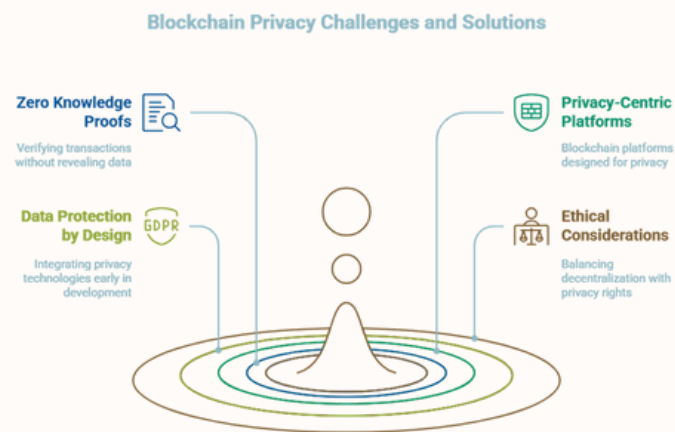 Blockchain Privacy Challenges and Solutions
Zero Knowledge
Proofs
Verifying transactions
without revealing data
Privacy-Centric
Platforms
Blockchain platforms
designed for privacy
Data Protection
by Design
GDPR
Integrating privacy
technologies early in
development
Ethical
Considerations
Balancing
decentralization with
privacy rights